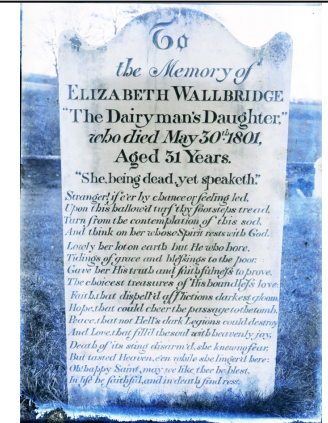 To
the Memory of
ELIZABETH WALLBRIDGE
"The Dairyman's Daughter,"
who died May 30th 1801,
Aged 31 Years.
"She, being dead, yet speaketh."
Stranger! if e'er by chance or feeling led,
Upon this hallow'd turf thy footsteps tread,
Turn from the contemplation of this sod,
And think on her whose Spirit rests with God.
Lowly her lot on earth but He who bore,
Tidings of grace and blessings to the poor,
Gave her His truth and faithfulness to prove,
The choicest treasures of His boundless love:
Faith, that dispell'd afflictions darkest gloom,
Hope, that could cheer the passage to the tomb,
Peace, that not Hell's dark Legions could destroy
And Love, that fill'd the soul with heavenly joy,
Death of its sting disarm'd, she knew no fear,
But tasted Heaven, e'en while she linger'd here:
Oh! happy Saint, may we like thee be blest,
In life be faithful, and in death find rest.